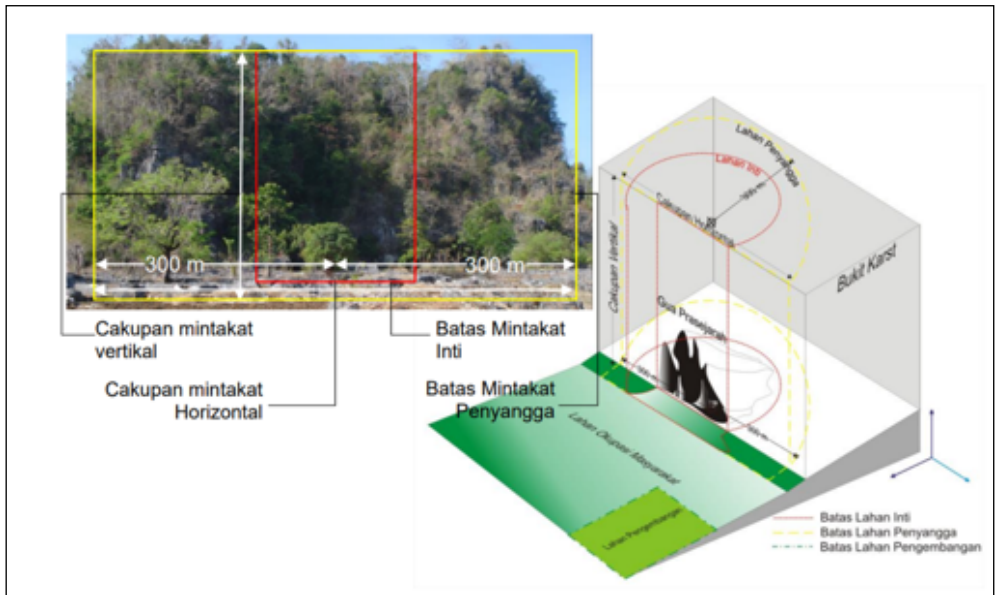 300 m
300 m
Cakupan mintakat
vertikal
Batas Mintakat
Inti
Cakupan mintakat
Horizontal
Batas Mintakat
Penyangga
Lahan Penyangga
Lahan Inti
Cakupan Vertikal
Bukit Karst
Goa Prasejarah
Lahan Okupasi Masyarakat
Lahan Pengembangan
Batas Lahan Inti
Batas Lahan Penyangga
Batas Lahan Pengembangan